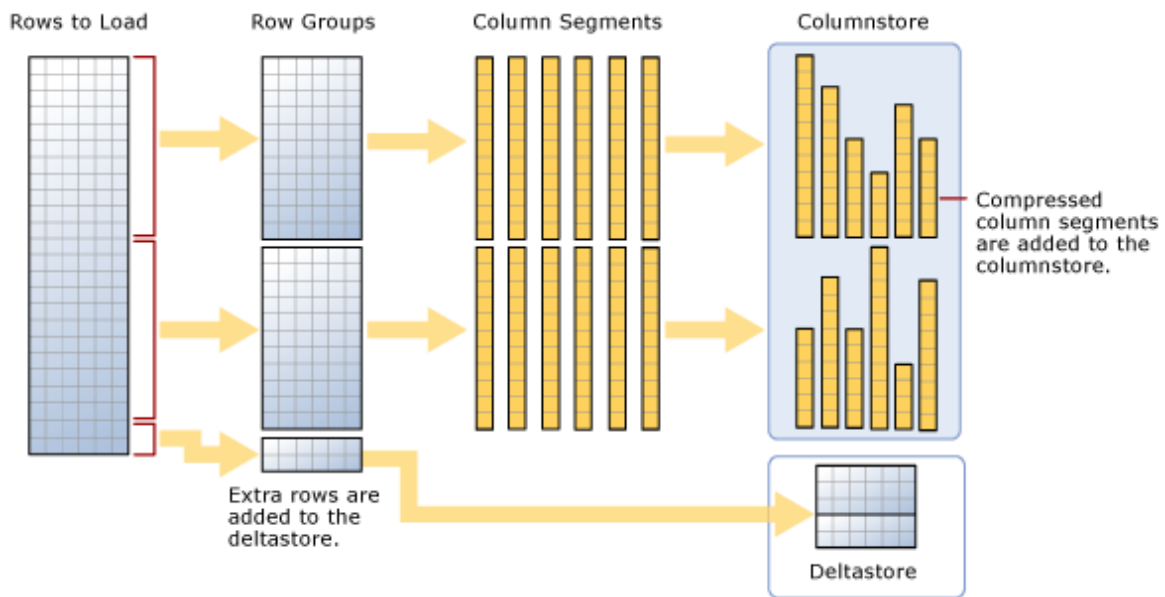 Rows to Load
Row Groups
Column Segments
Columnstore
Compressed
column segments
are added to the
columnstore.
Extra rows are
added to the
deltastore.
Deltastore